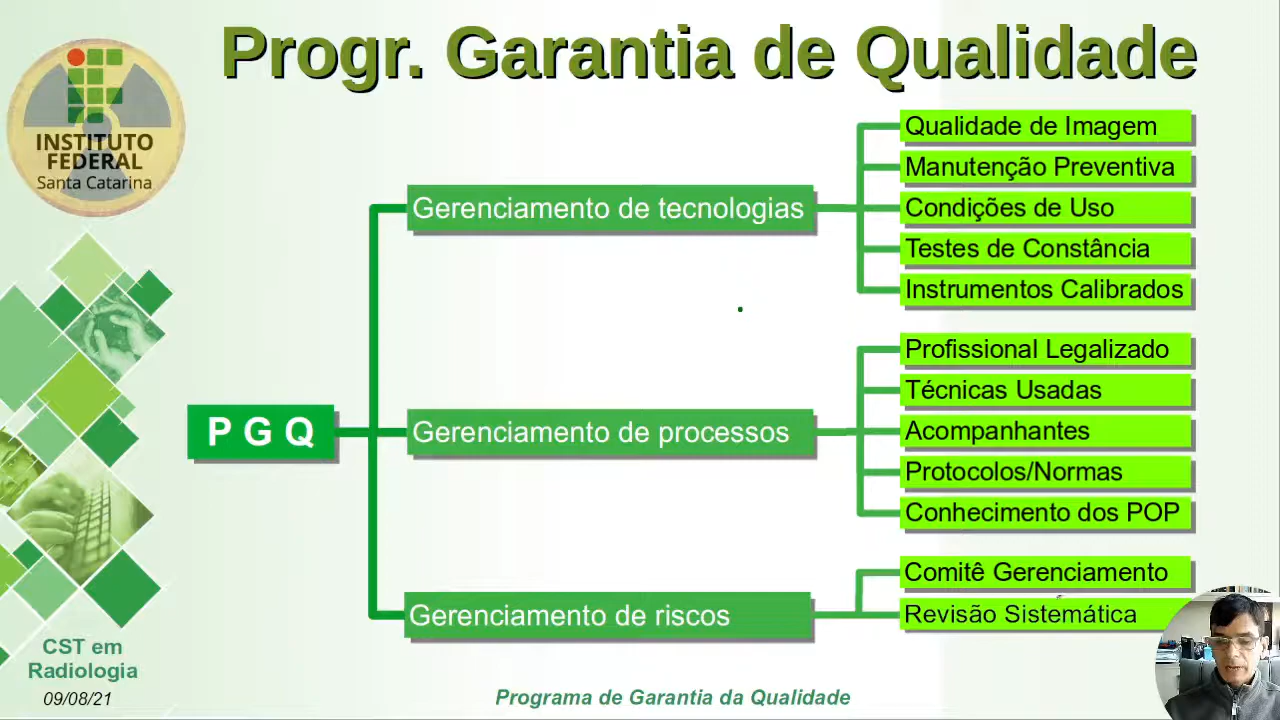 Progr. Garantia de Qualidade
INSTITUTO
FEDERAL
Santa Catarina
P G Q
Gerenciamento de tecnologias
Qualidade de Imagem
Manutenção Preventiva
Condições de Uso
Testes de Constância
Instrumentos Calibrados
Gerenciamento de processos
Profissional Legalizado
Técnicas Usadas
Acompanhantes
Protocolos/Normas
Conhecimento dos POP
Gerenciamento de riscos
Comitê Gerenciamento
Revisão Sistemática
CST em
Radiologia
09/08/21
Programa de Garantia da Qualidade